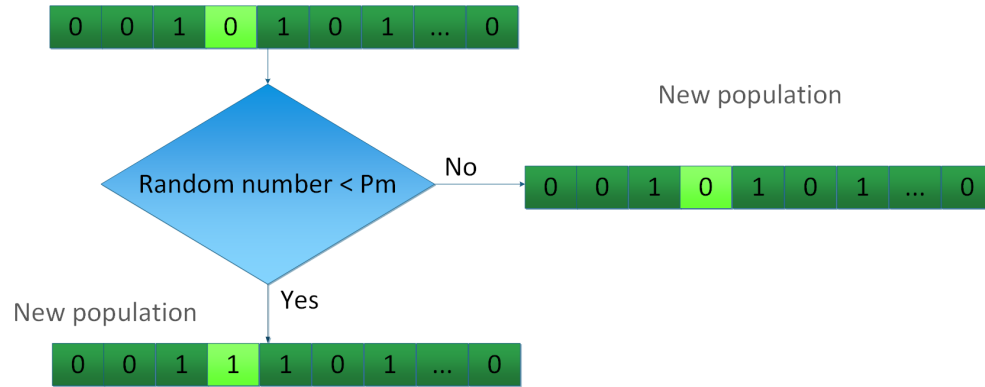 0 0 1 0 1 0 1 ... 0
New population
No
Random number < Pm
0 0 1 0 1 0 1 ... 0
Yes
New population
0 0 1 1 1 0 1 ... 0